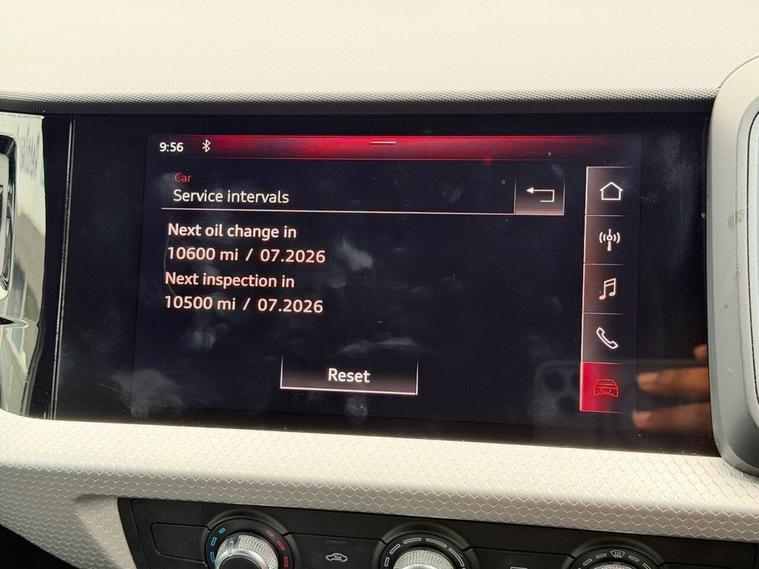 9:56
Car
Service intervals
Next oil change in
10600 mi / 07.2026
Next inspection in
10500 mi / 07.2026
Reset